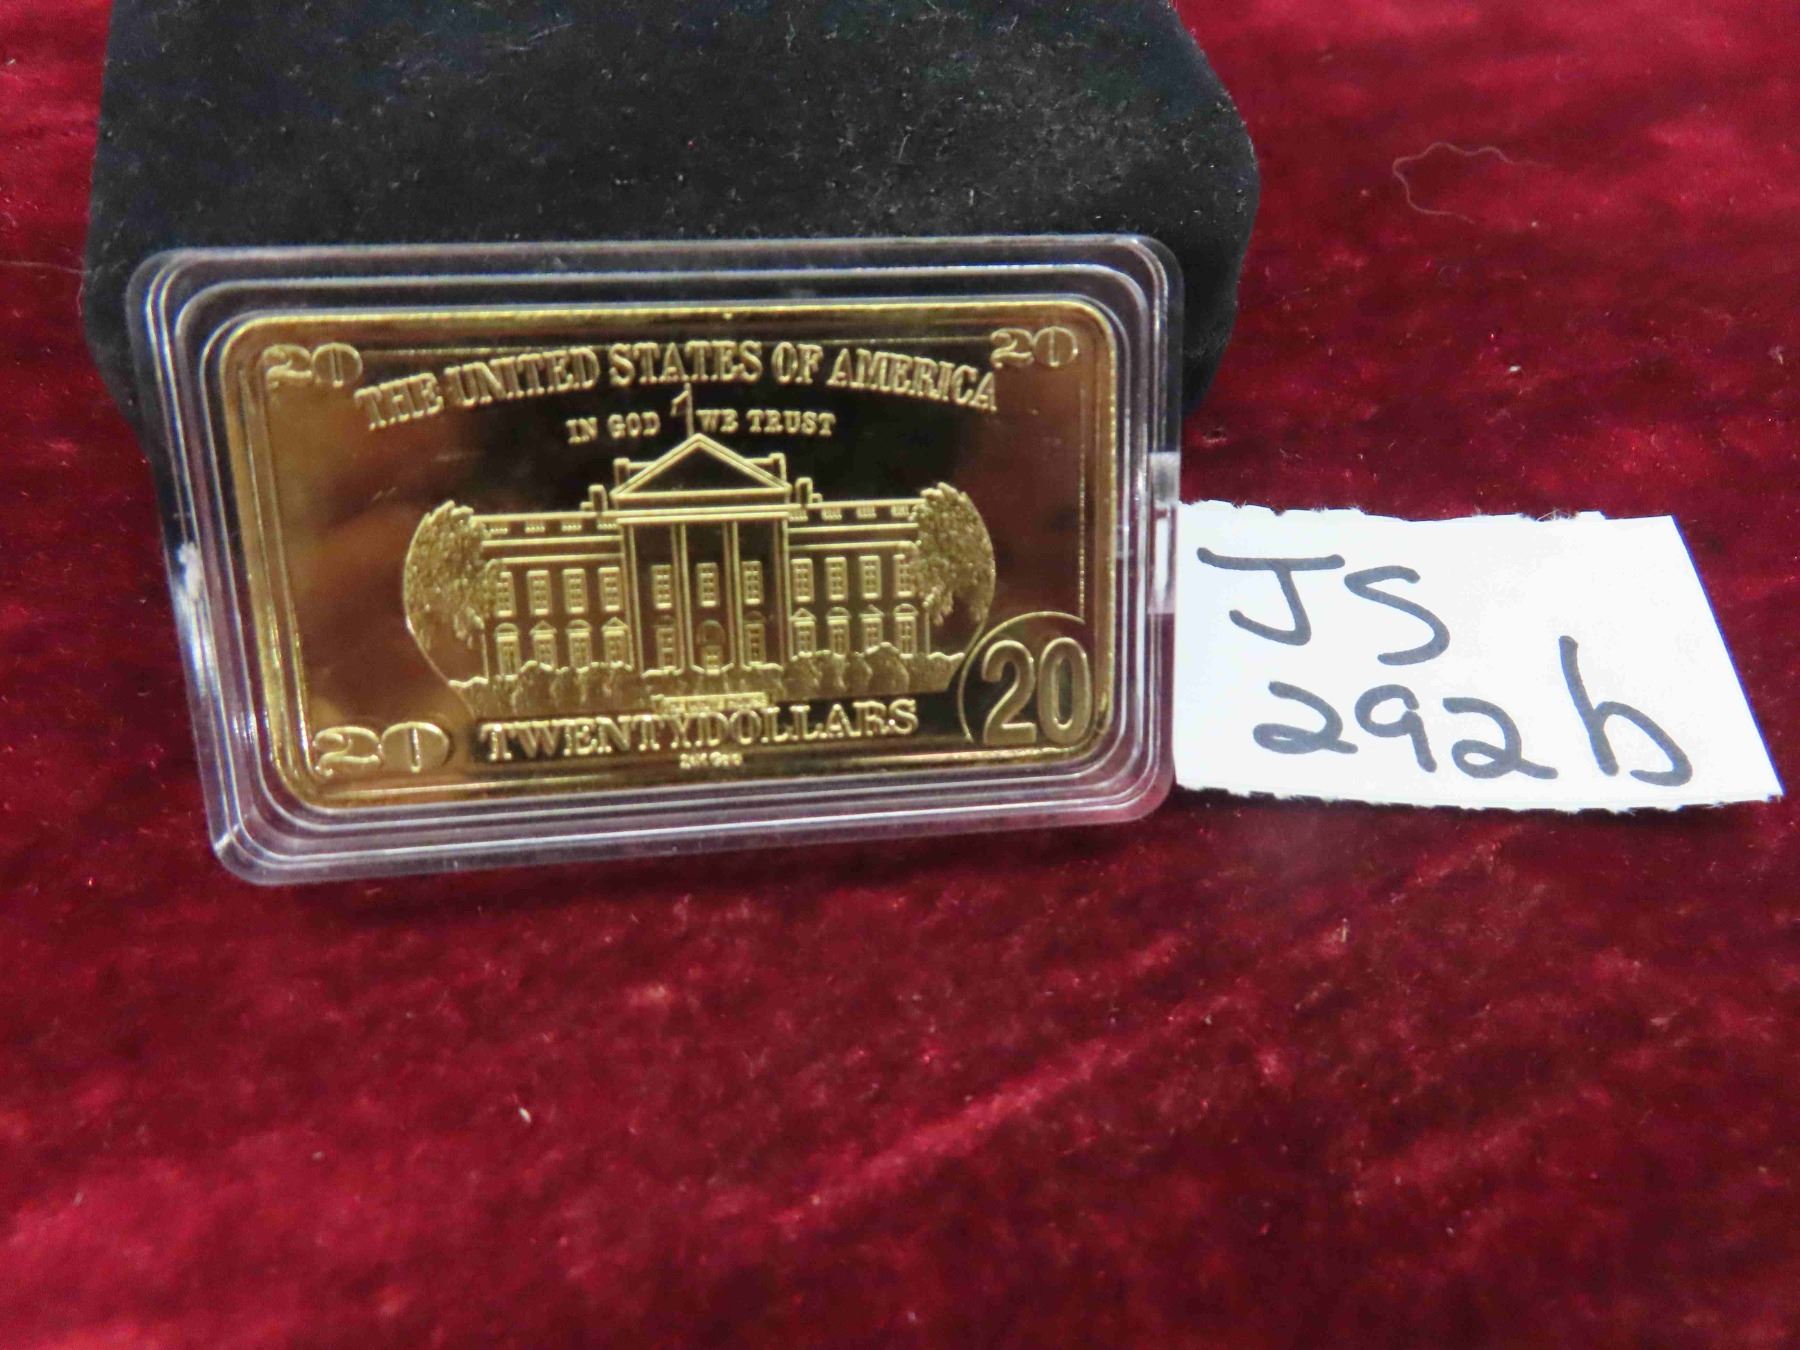 20 20
THE UNITED STATES OF AMERICA
IN GOD WE TRUST
20
20 TWENTY DOLLARS
JS
292b